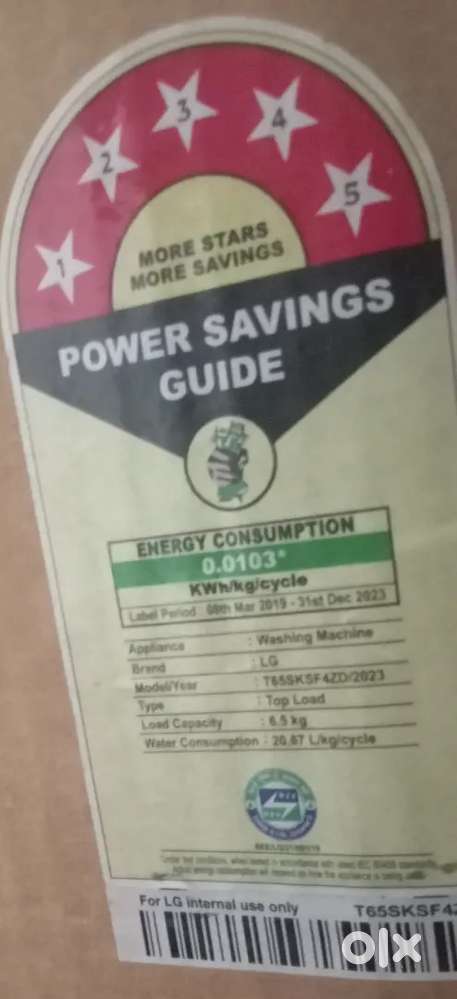 1 2 3 4 5
MORE STARS
MORE SAVINGS
POWER SAVINGS
GUIDE
ENERGY CONSUMPTION
0.0103*
KWh/kg/cycle
Label Period : 08th Mar 2019 - 31st Dec 2023
Appliance : Washing Machine
Brand : LG
Model/Year : T65SKSF4ZD/2023
Type : Top Load
Load Capacity : 6.5 kg
Water Consumption : 20.67 L/kg/cycle
For LG internal use only T65SKSF4Z
olx